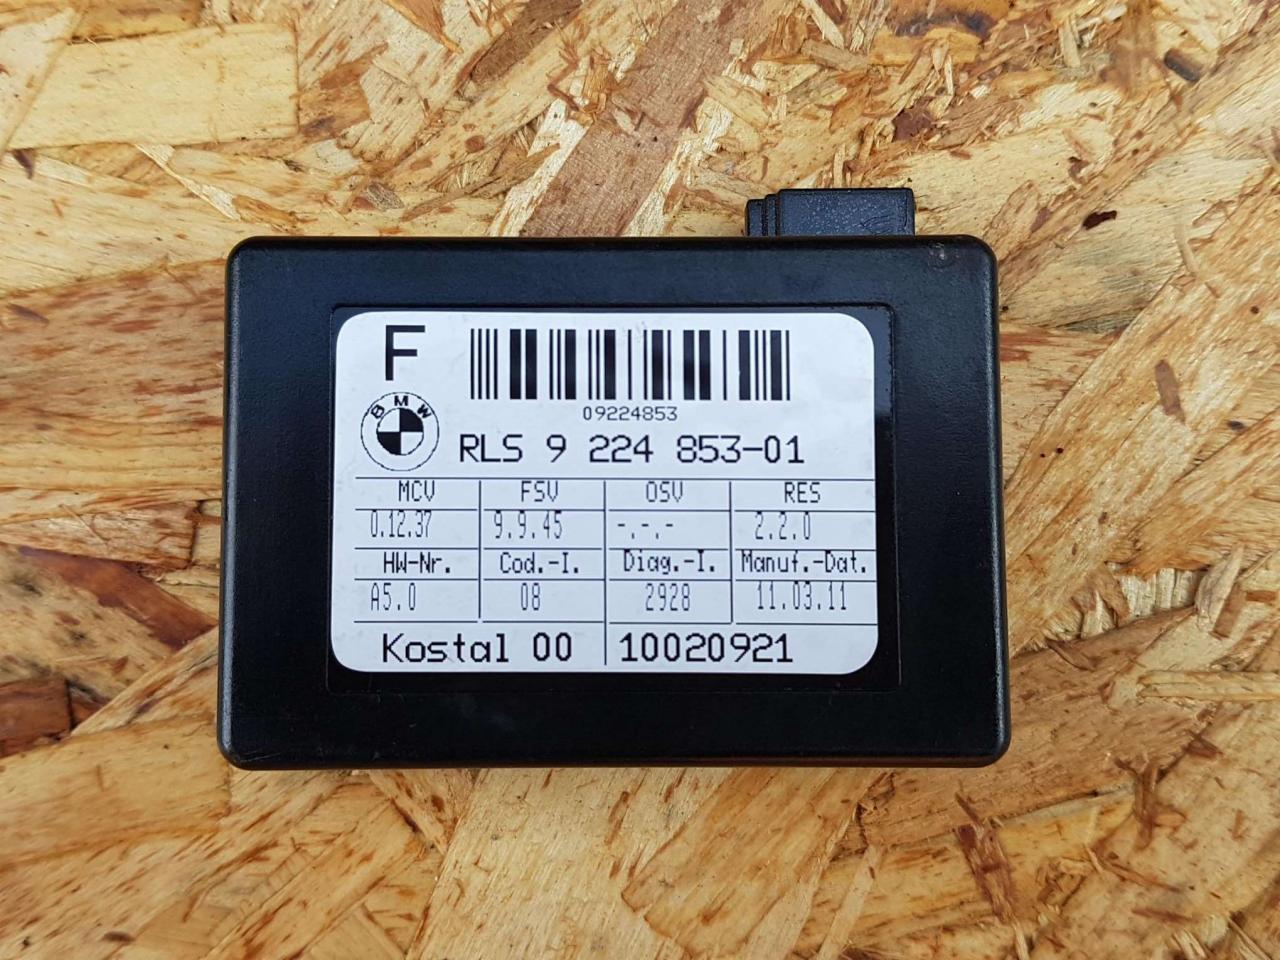 F
09224853
BMW
RLS 9 224 853-01
MCV FSV OSV RES
0.12.37 9.9.45 -.-.- 2.2.0
HW-Nr. Cod.-I. Diag.-I. Manuf.-Dat.
A5.0 08 2928 11.03.11
Kostal 00 10020921